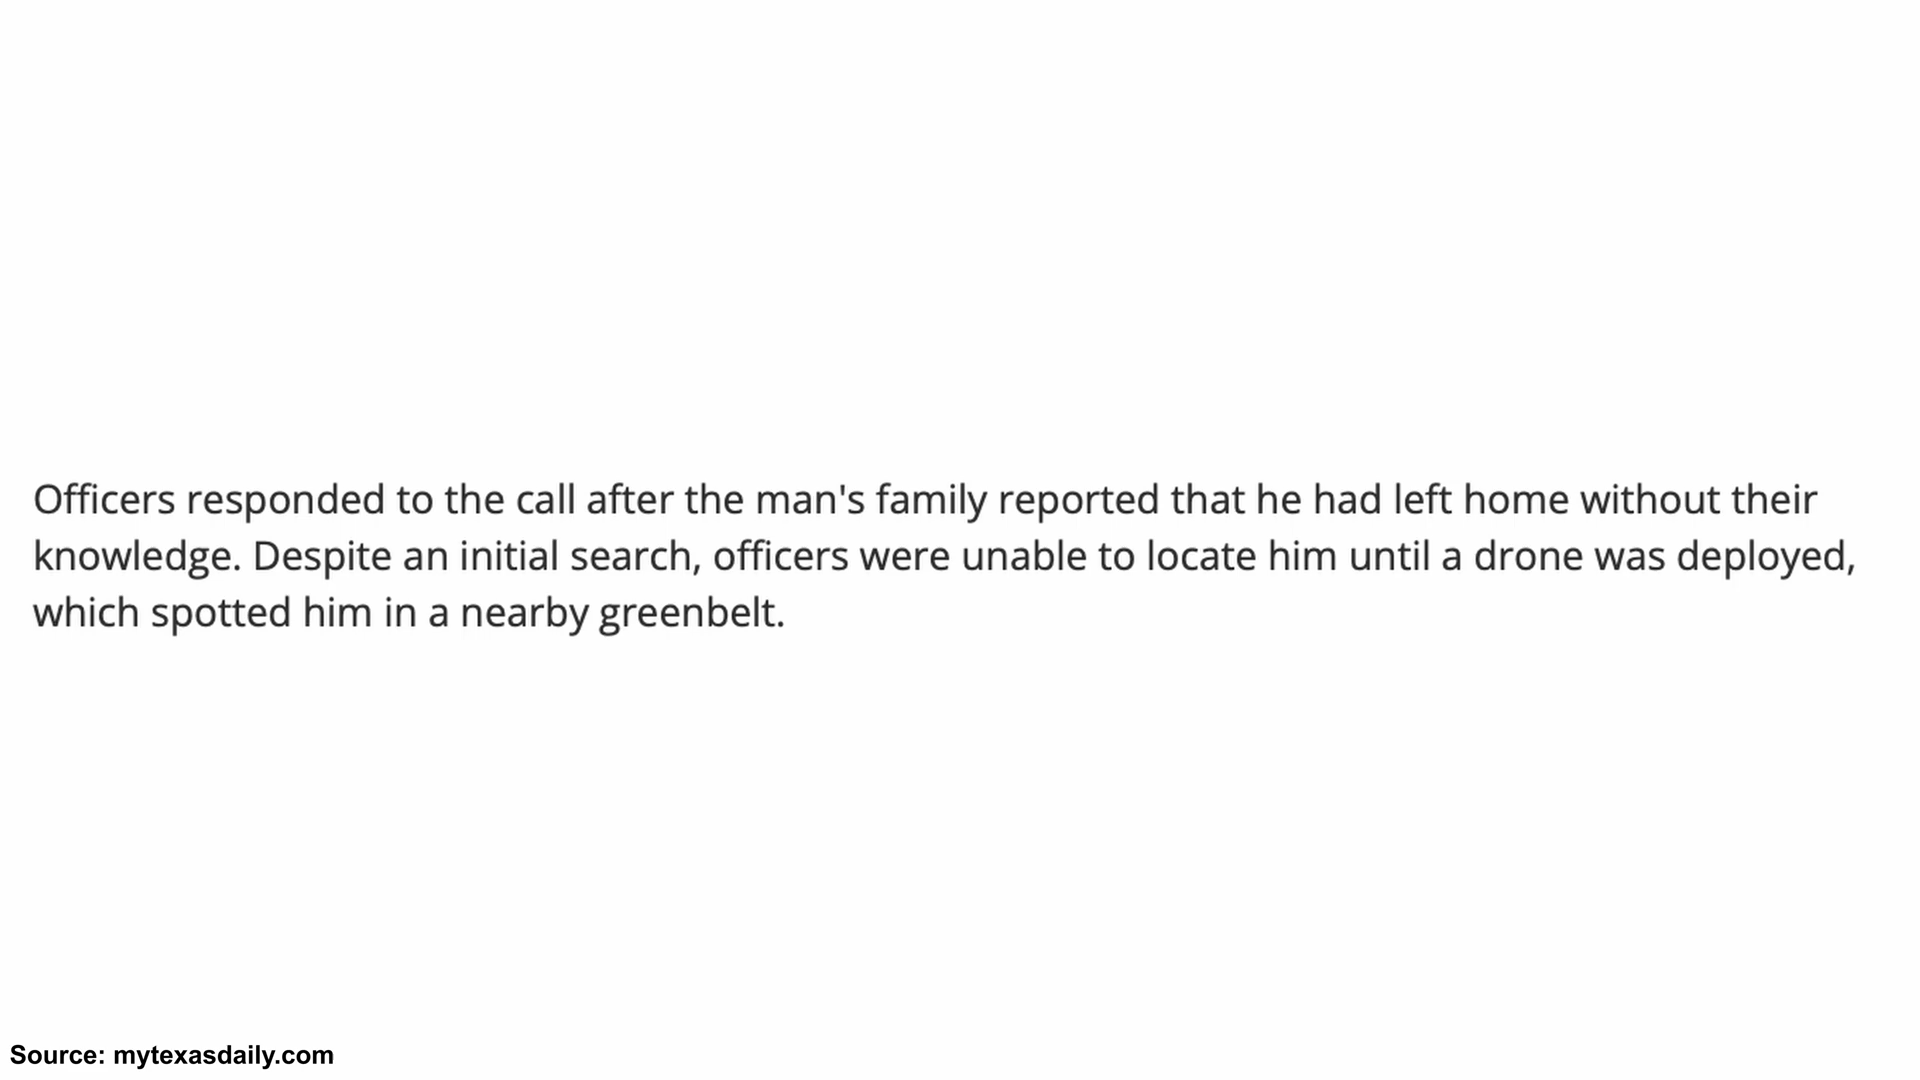 Officers responded to the call after the man's family reported that he had left home without their
knowledge. Despite an initial search, officers were unable to locate him until a drone was deployed,
which spotted him in a nearby greenbelt.
Source: mytexasdaily.com